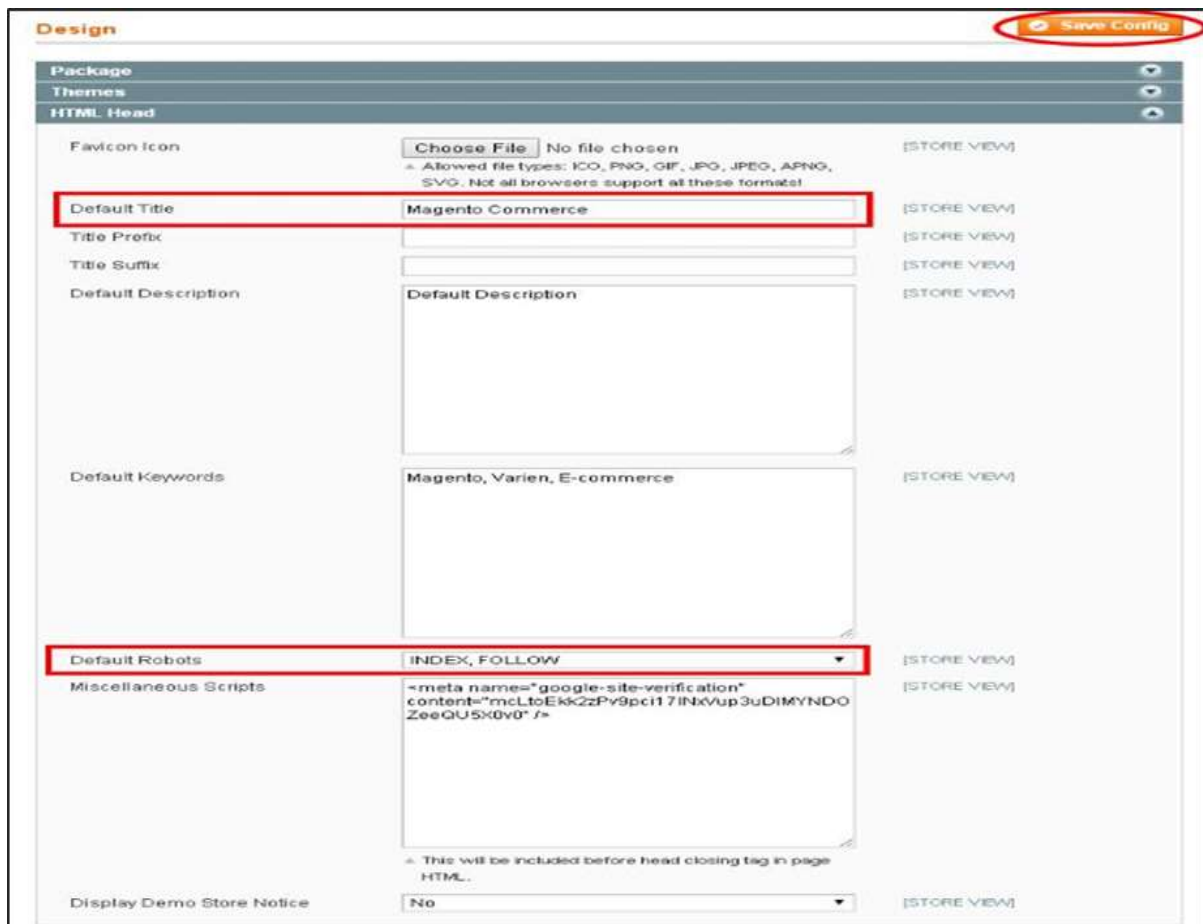 Design
Save Config
Package
Themes
HTML Head
Favicon Icon
Choose File No file chosen
[STORE VIEW]
Allowed file types: ICO, PNG, GIF, JPG, JPEG, APNG,
SVG. Not all browsers support all these formats!
Default Title
Magento Commerce
[STORE VIEW]
Title Prefix
[STORE VIEW]
Title Suffix
[STORE VIEW]
Default Description
Default Description
[STORE VIEW]
Default Keywords
Magento, Varien, E-commerce
[STORE VIEW]
Default Robots
INDEX, FOLLOW
[STORE VIEW]
Miscellaneous Scripts
<meta name="google-site-verification"
[STORE VIEW]
This will be included before head closing tag in page
HTML.
Display Demo Store Notice
No
[STORE VIEW]